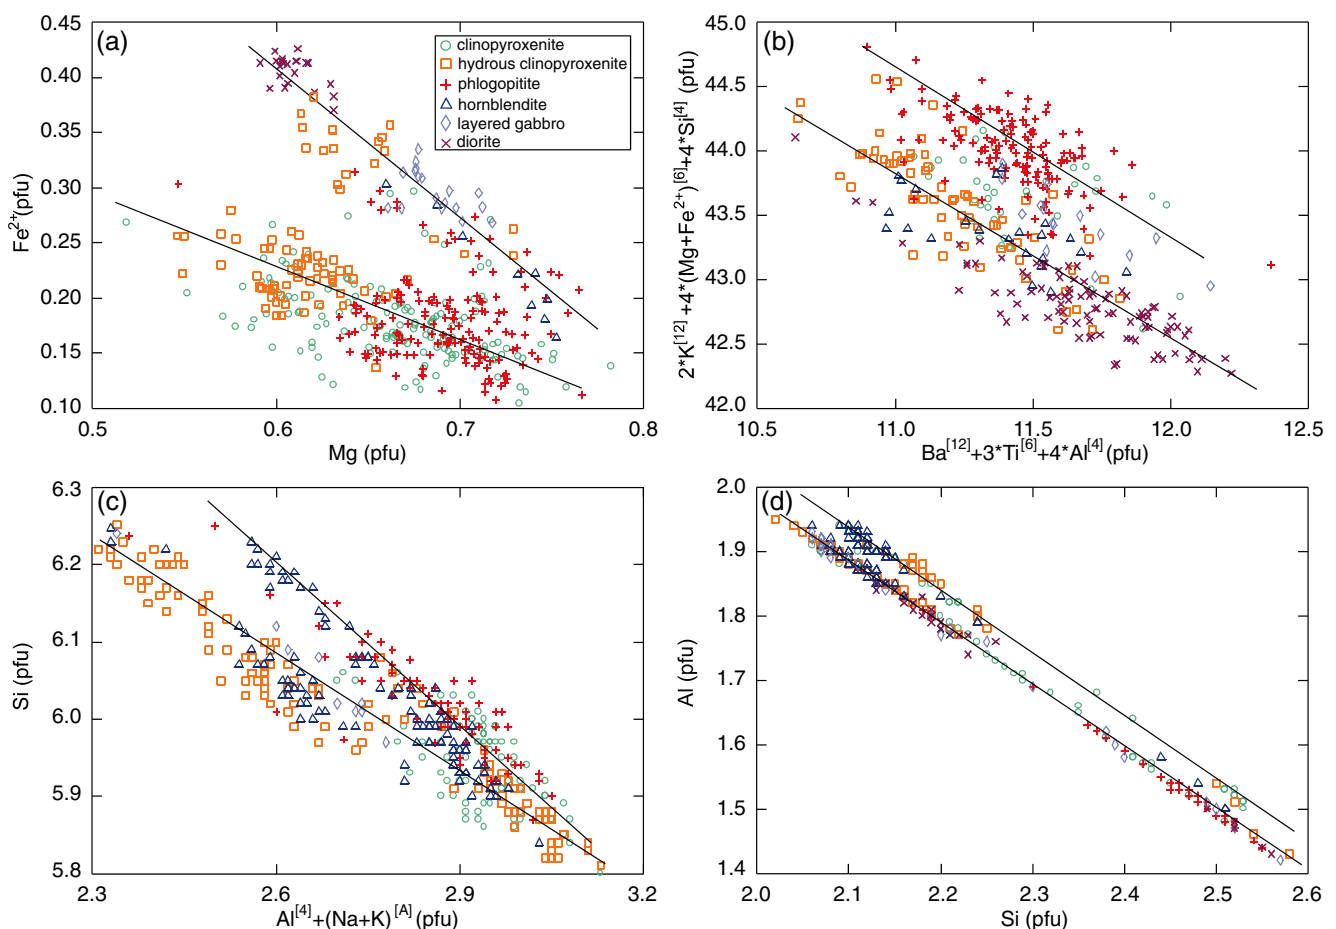 (a)
0.45
0.40
0.35
0.30
0.25
0.20
0.15
0.10
Fe²⁺(pfu)
0.5
0.6
0.7
0.8
Mg (pfu)
clinopyroxenite
hydrous clinopyroxenite
phlogopitite
hornblendite
layered gabbro
diorite
(b)
45.0
44.5
44.0
43.5
43.0
42.5
42.0
2*K[12]+4*(Mg+Fe²⁺)[6]+4*Si[4] (pfu)
10.5
11.0
11.5
12.0
12.5
Ba[12]+3*Ti[6]+4*Al[4] (pfu)
(c)
6.3
6.2
6.1
6.0
5.9
5.8
Si (pfu)
2.3
2.6
2.9
3.2
Al[4]+(Na+K)[A] (pfu)
(d)
2.0
1.9
1.8
1.7
1.6
1.5
1.4
Al (pfu)
2.0
2.1
2.2
2.3
2.4
2.5
2.6
Si (pfu)